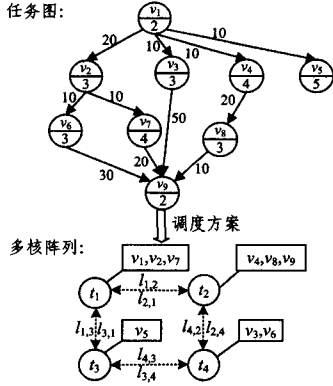 任务图:
v1
2
20 10 10 10
v2 v3 v4 v5
3 3 4 5
10 10 50 20
v6 v7 v8
3 4 3
30 20 10
v9
2
调度方案
多核阵列:
v1,v2,v7 v4,v8,v9
t1 l1,2 t2
l2,1
l1,3 l3,1 v5 l4,2 l2,4 v3,v6
t3 l4,3 t4
l3,4